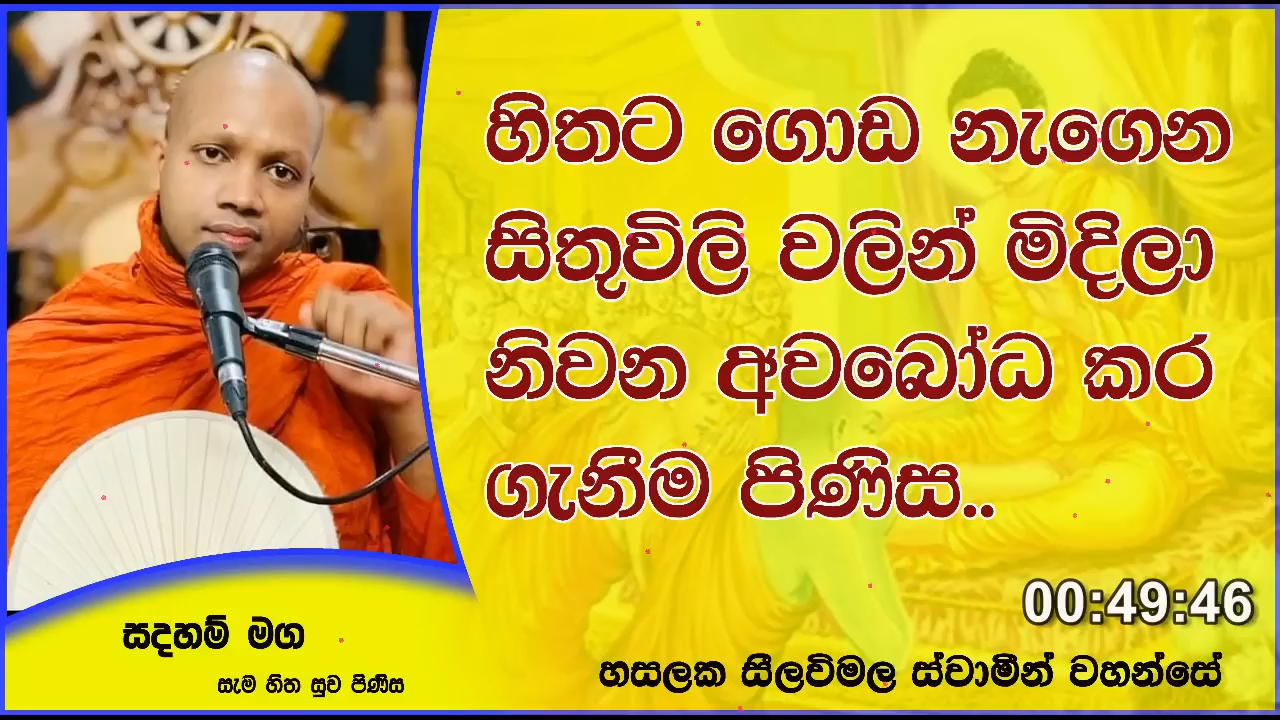 හිතට ගොඩ නැගෙන
සිතුවිලි වලින් මිදිලා
නිවන අවබෝධ කර
ගැනීම පිණිස..
00:49:46
හසලක සීලවිමල ස්වාමීන් වහන්සේ
සදහම් මග
සැම හිත සුව පිණිස